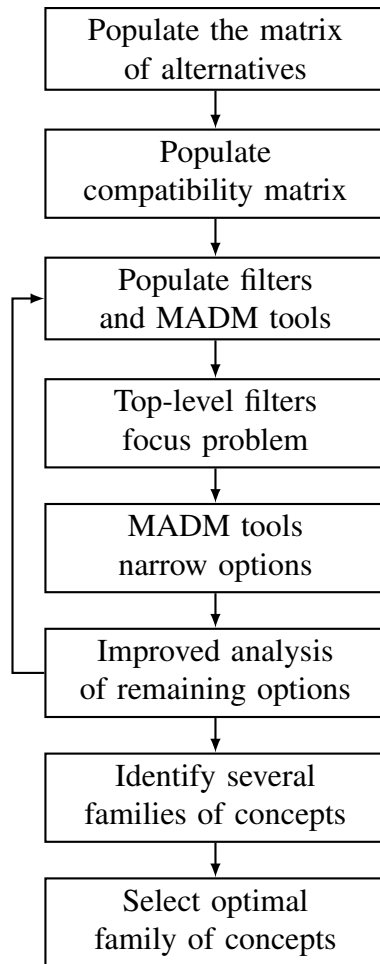 Populate the matrix
of alternatives
Populate
compatibility matrix
Populate filters
and MADM tools
Top-level filters
focus problem
MADM tools
narrow options
Improved analysis
of remaining options
Identify several
families of concepts
Select optimal
family of concepts